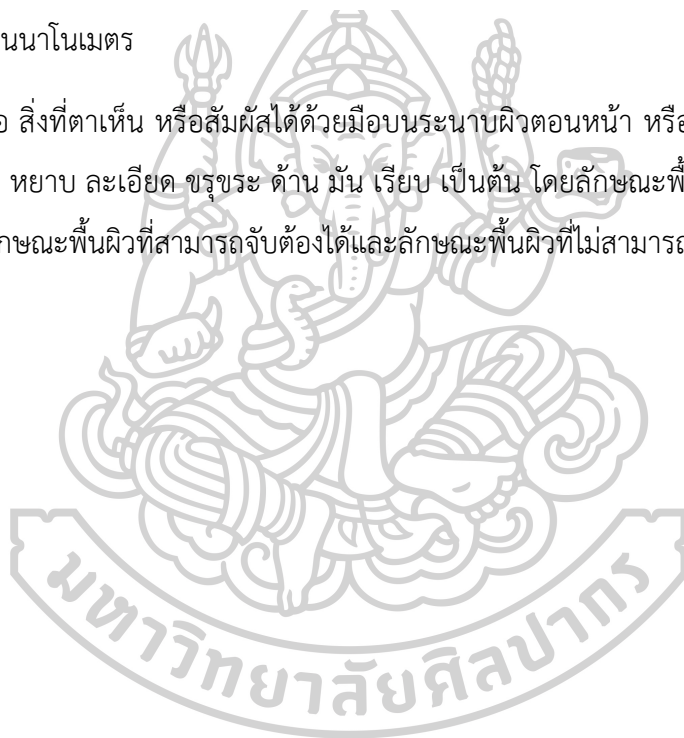 นนาโนเมตร
อ สิ่งที่ตาเห็น หรือสัมผัสได้ด้วยมือบนระนาบผิวตอนหน้า หรือ
หยาบ ละเอียด ขรุขระ ด้าน มัน เรียบ เป็นต้น โดยลักษณะพื้
กษณะพื้นผิวที่สามารถจับต้องได้และลักษณะพื้นผิวที่ไม่สามารถ
มหาวิทยาลัยศิลปากร